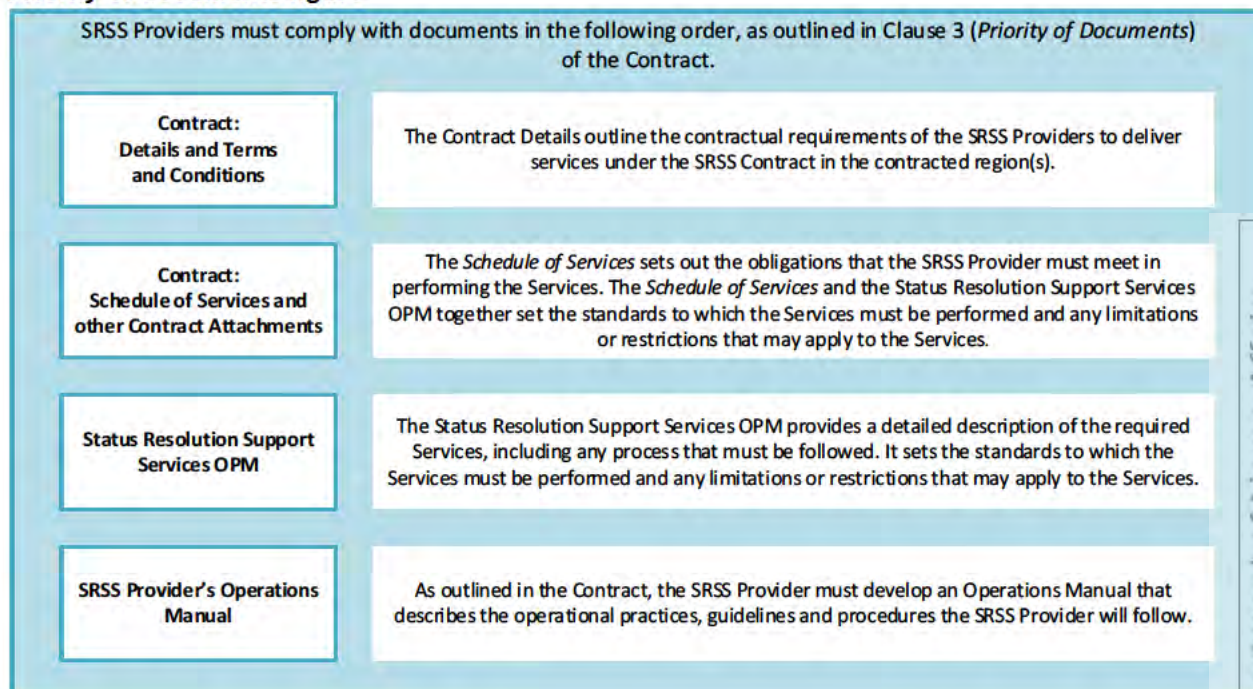 SRSS Providers must comply with documents in the following order, as outlined in Clause 3 (Priority of Documents)
of the Contract.
Contract:
Details and Terms
and Conditions
The Contract Details outline the contractual requirements of the SRSS Providers to deliver
services under the SRSS Contract in the contracted region(s).
Contract:
Schedule of Services and
other Contract Attachments
The Schedule of Services sets out the obligations that the SRSS Provider must meet in
performing the Services. The Schedule of Services and the Status Resolution Support Services
OPM together set the standards to which the Services must be performed and any limitations
or restrictions that may apply to the Services.
Status Resolution Support
Services OPM
The Status Resolution Support Services OPM provides a detailed description of the required
Services, including any process that must be followed. It sets the standards to which the
Services must be performed and any limitations or restrictions that may apply to the Services.
SRSS Provider's Operations
Manual
As outlined in the Contract, the SRSS Provider must develop an Operations Manual that
describes the operational practices, guidelines and procedures the SRSS Provider will follow.